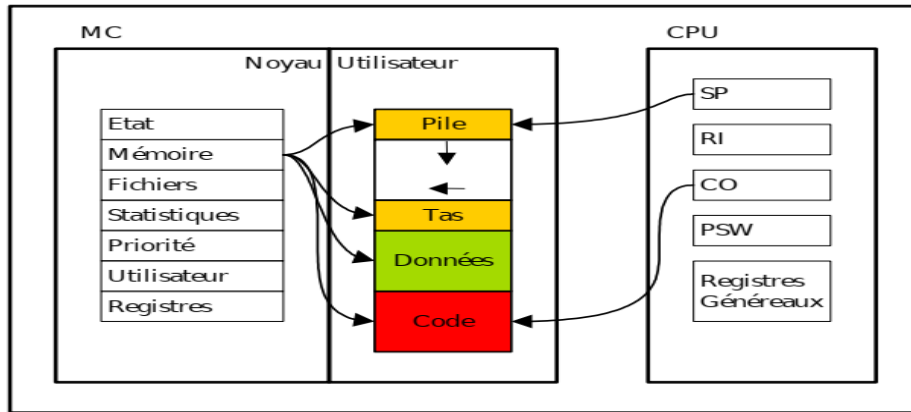 MC
CPU
Noyau
Utilisateur
Etat
Mémoire
Fichiers
Statistiques
Priorité
Utilisateur
Registres
Pile
Tas
Données
Code
SP
RI
CO
PSW
Registres
Généreaux